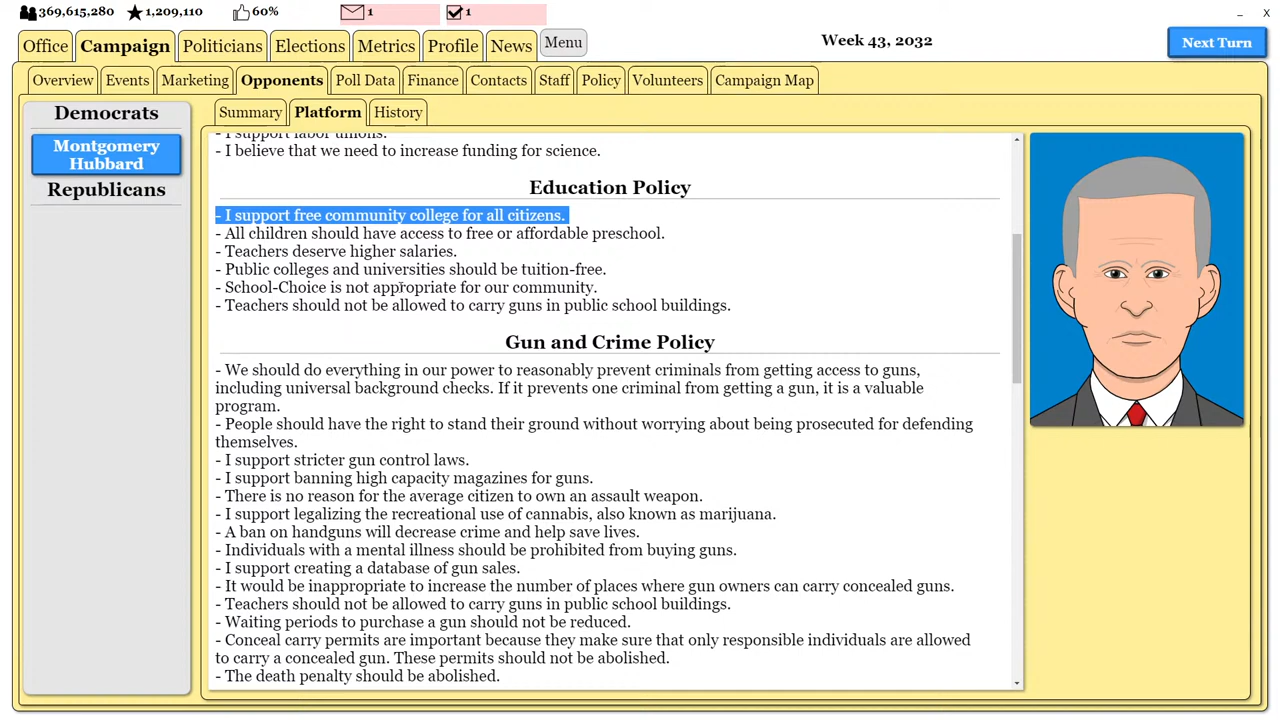 369,615,280 1,209,110 60% 1 1
_ X
Office Campaign Politicians Elections Metrics Profile News Menu
Week 43, 2032
Next Turn
Overview Events Marketing Opponents Poll Data Finance Contacts Staff Policy Volunteers Campaign Map
Democrats
Montgomery
Hubbard
Republicans
Summary Platform History
- I support labor unions.
- I believe that we need to increase funding for science.
Education Policy
- I support free community college for all citizens.
- All children should have access to free or affordable preschool.
- Teachers deserve higher salaries.
- Public colleges and universities should be tuition-free.
- School-Choice is not appropriate for our community.
- Teachers should not be allowed to carry guns in public school buildings.
Gun and Crime Policy
- We should do everything in our power to reasonably prevent criminals from getting access to guns,
including universal background checks. If it prevents one criminal from getting a gun, it is a valuable
program.
- People should have the right to stand their ground without worrying about being prosecuted for defending
themselves.
- I support stricter gun control laws.
- I support banning high capacity magazines for guns.
- There is no reason for the average citizen to own an assault weapon.
- I support legalizing the recreational use of cannabis, also known as marijuana.
- A ban on handguns will decrease crime and help save lives.
- Individuals with a mental illness should be prohibited from buying guns.
- I support creating a database of gun sales.
- It would be inappropriate to increase the number of places where gun owners can carry concealed guns.
- Teachers should not be allowed to carry guns in public school buildings.
- Waiting periods to purchase a gun should not be reduced.
- Conceal carry permits are important because they make sure that only responsible individuals are allowed
to carry a concealed gun. These permits should not be abolished.
- The death penalty should be abolished.